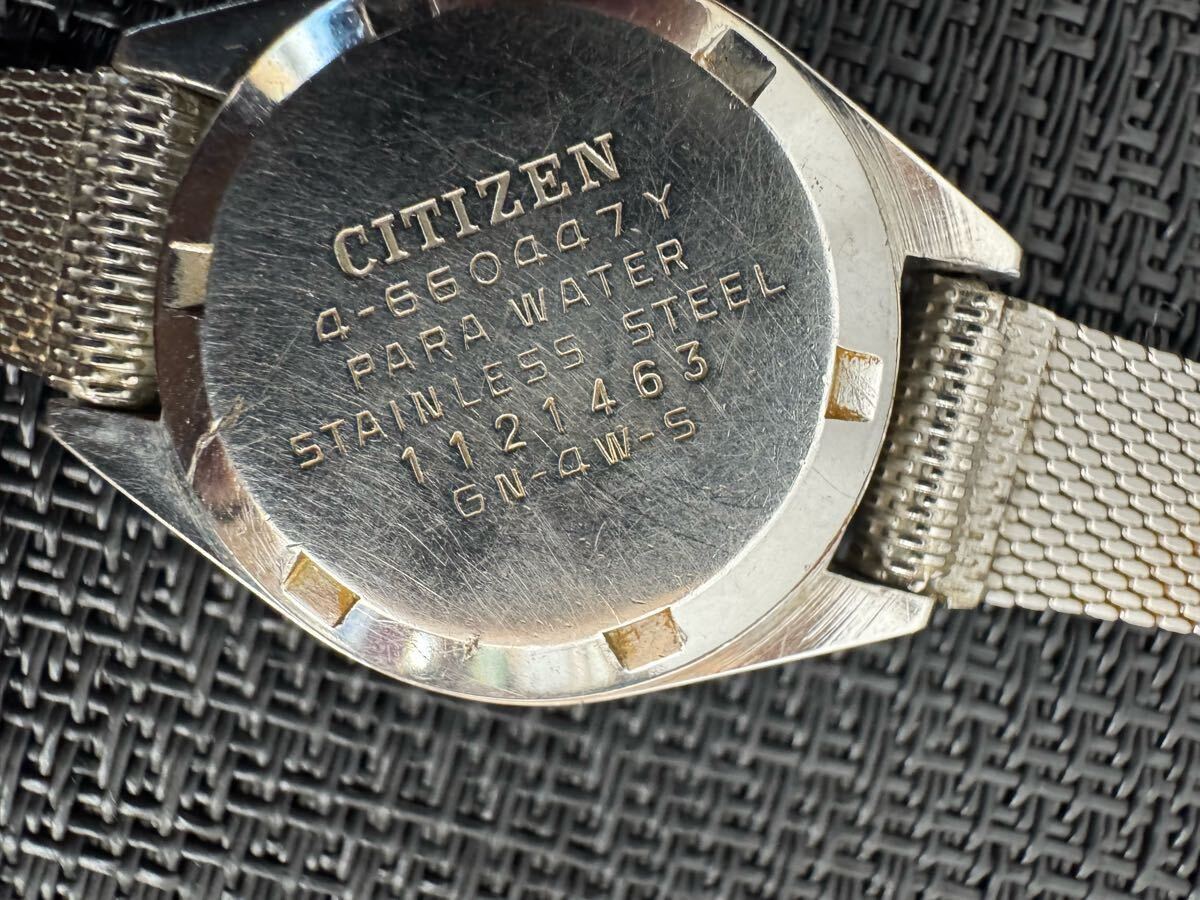 CITIZEN
4-660447 Y
PARA WATER
STAINLESS STEEL
1121463
GN-4W-S